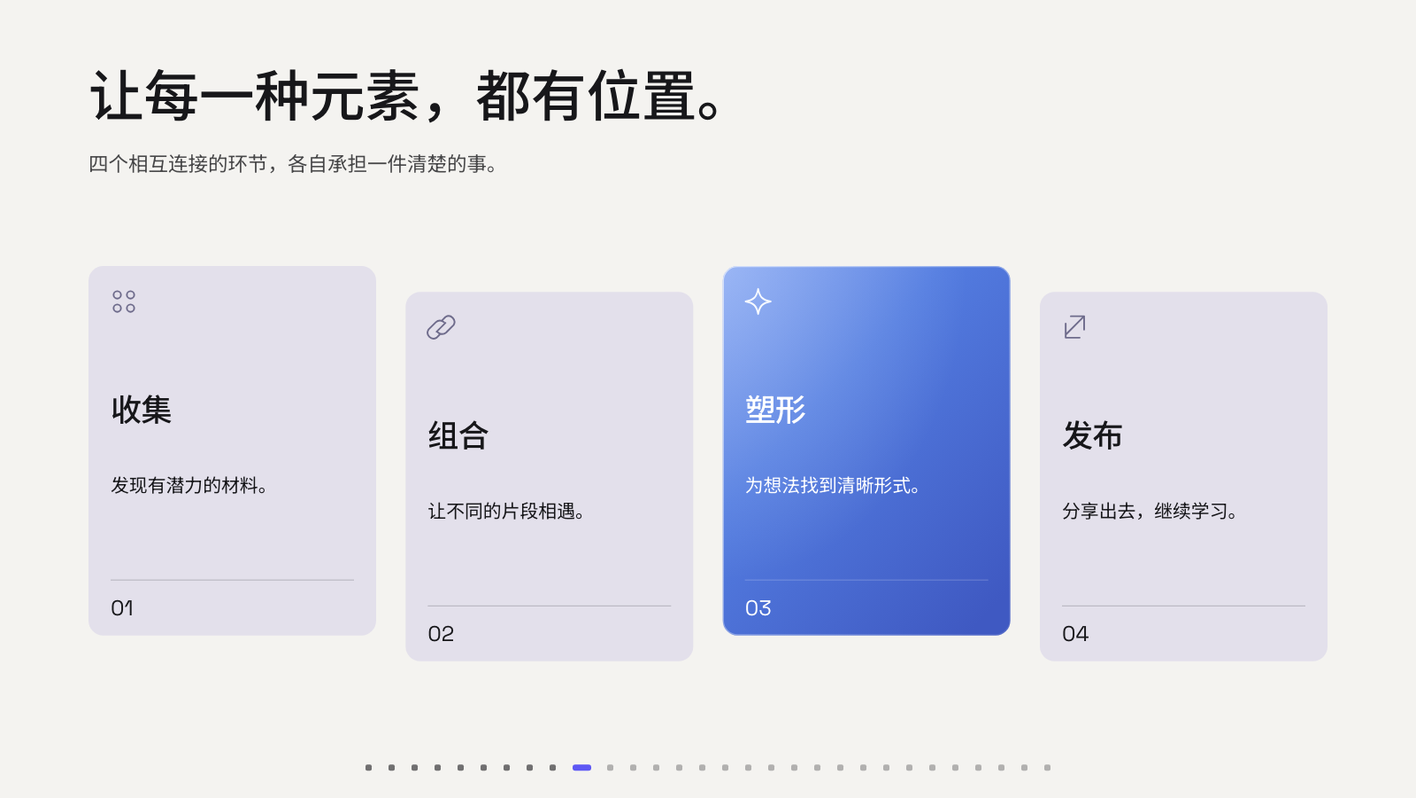 让每一种元素，都有位置。
四个相互连接的环节，各自承担一件清楚的事。
收集
发现有潜力的材料。
01
组合
让不同的片段相遇。
02
塑形
为想法找到清晰形式。
03
发布
分享出去，继续学习。
04